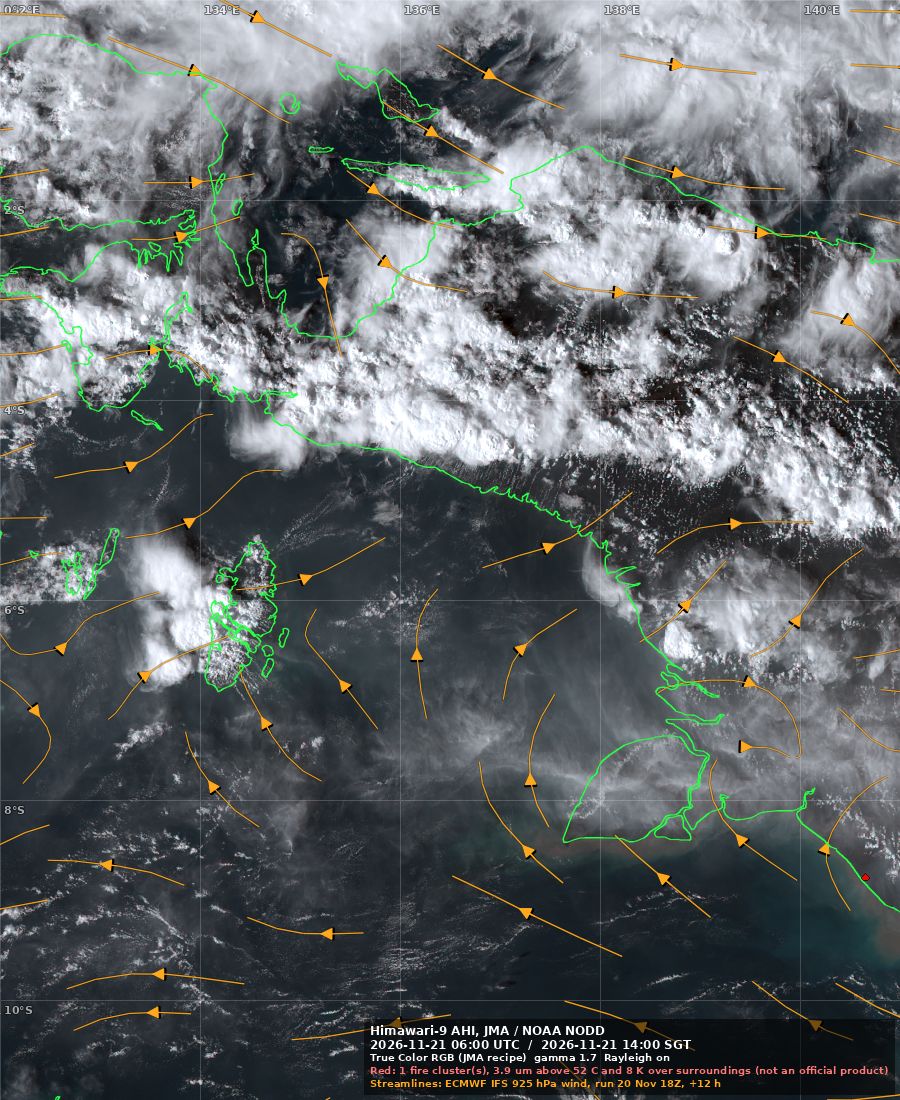 0°
132°E
134°E
136°E
138°E
140°E
2°S
4°S
6°S
8°S
10°S
Himawari-9 AHI, JMA / NOAA NODD
2026-11-21 06:00 UTC / 2026-11-21 14:00 SGT
True Color RGB (JMA recipe) gamma 1.7 Rayleigh on
Red: 1 fire cluster(s), 3.9 um above 52 C and 8 K over surroundings (not an official product)
Streamlines: ECMWF IFS 925 hPa wind, run 20 Nov 18Z, +12 h